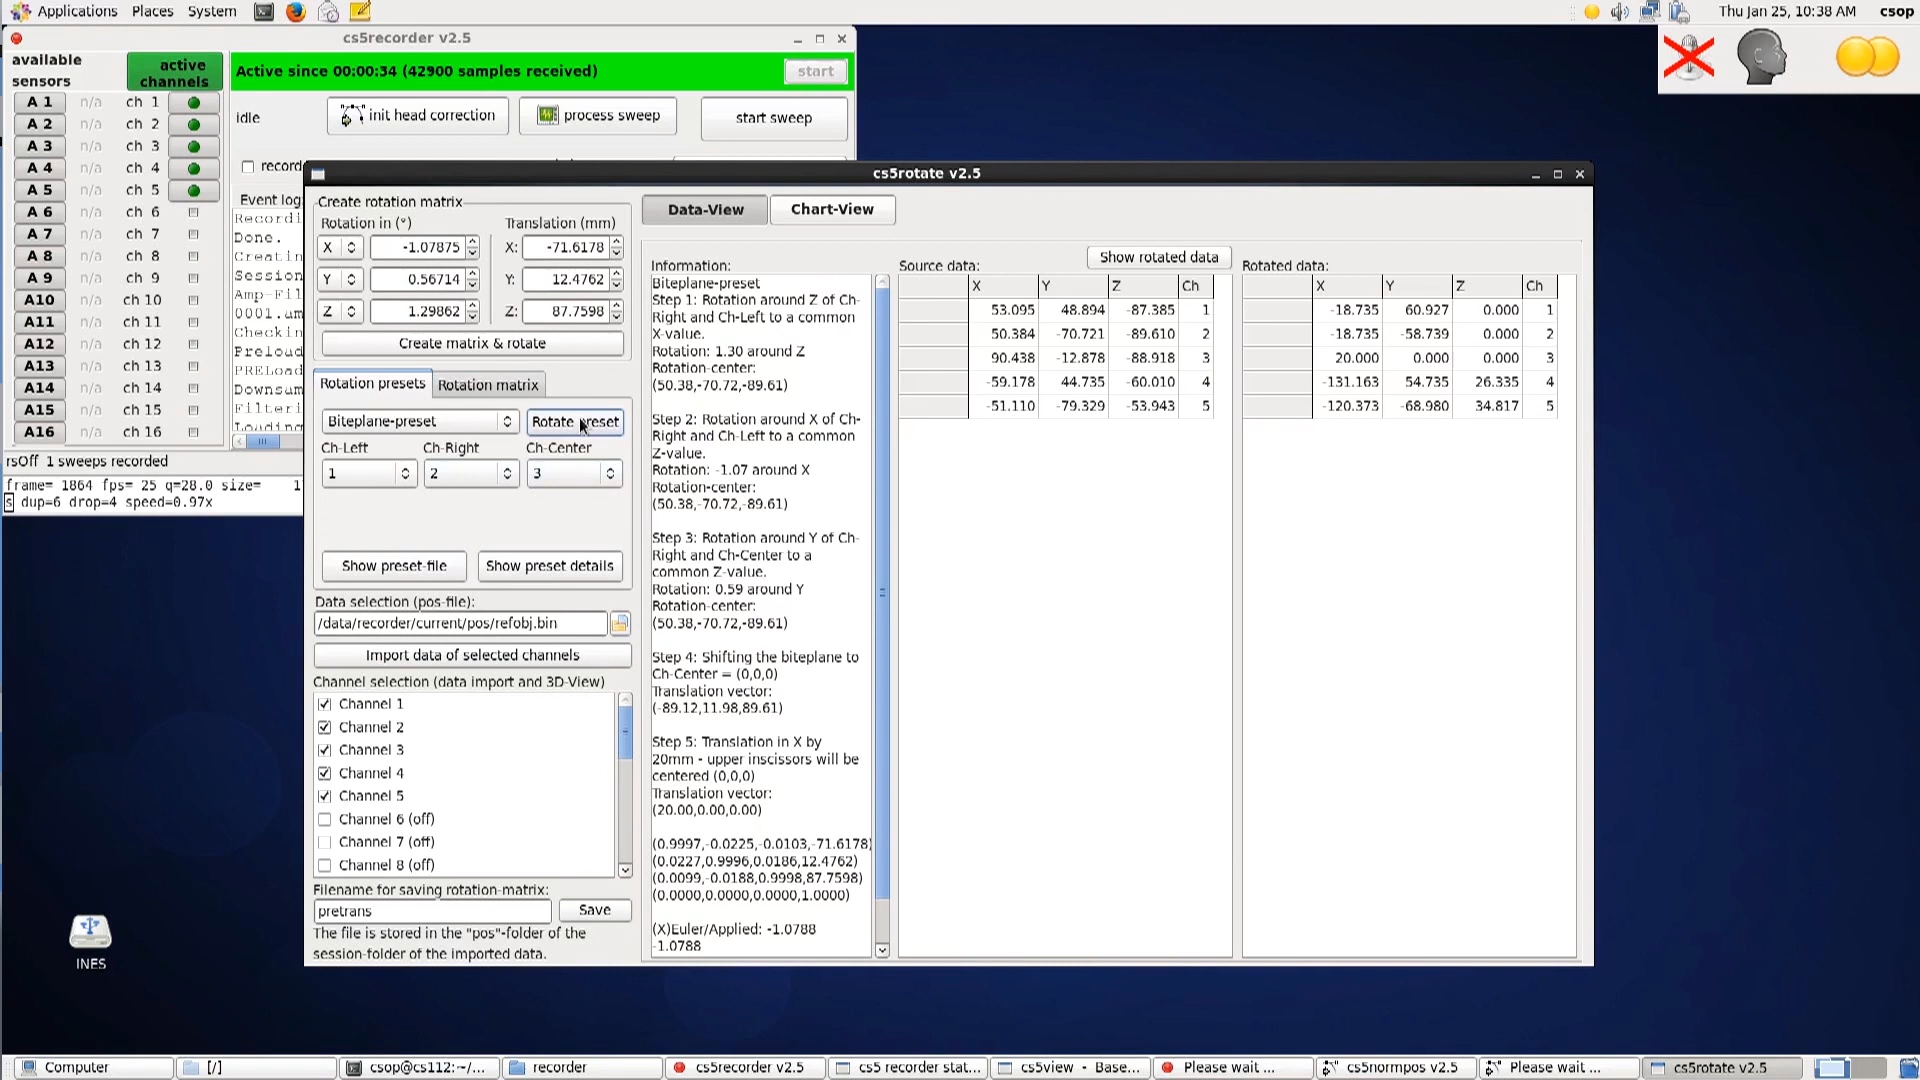 Applications Places System
Thu Jan 25, 10:38 AM csop
cs5recorder v2.5
available sensors
active channels
Active since 00:00:34 (42900 samples received)
start
idle
init head correction
process sweep
start sweep
A 1 n/a ch 1
A 2 n/a ch 2
A 3 n/a ch 3
A 4 n/a ch 4
A 5 n/a ch 5
A 6 n/a ch 6
A 7 n/a ch 7
A 8 n/a ch 8
A 9 n/a ch 9
A10 n/a ch 10
A11 n/a ch 11
A12 n/a ch 12
A13 n/a ch 13
A14 n/a ch 14
A15 n/a ch 15
A16 n/a ch 16
record
Event log:
Recordi
Done.
Creatin
Session
Amp-Fil
0001.am
Checkin
Preload
PRELoad
Downsam
Filteri
Loading
rsOff 1 sweeps recorded
frame= 1864 fps= 25 q=28.0 size= 1
s dup=6 drop=4 speed=0.97x
INES
cs5rotate v2.5
Create rotation matrix
Rotation in (°) Translation (mm)
X -1.07875 X: -71.6178
Y 0.56714 Y: 12.4762
Z 1.29862 Z: 87.7598
Create matrix & rotate
Rotation presets Rotation matrix
Biteplane-preset Rotate preset
Ch-Left Ch-Right Ch-Center
1 2 3
Show preset-file Show preset details
Data selection (pos-file):
/data/recorder/current/pos/refobj.bin
Import data of selected channels
Channel selection (data import and 3D-View)
Channel 1
Channel 2
Channel 3
Channel 4
Channel 5
Channel 6 (off)
Channel 7 (off)
Channel 8 (off)
Filename for saving rotation-matrix:
pretrans Save
The file is stored in the "pos"-folder of the
session-folder of the imported data.
Data-View Chart-View
Information:
Biteplane-preset
Step 1: Rotation around Z of Ch-
Right and Ch-Left to a common
X-value.
Rotation: 1.30 around Z
Rotation-center:
(50.38,-70.72,-89.61)
Step 2: Rotation around X of Ch-
Right and Ch-Left to a common
Z-value.
Rotation: -1.07 around X
Rotation-center:
(50.38,-70.72,-89.61)
Step 3: Rotation around Y of Ch-
Right and Ch-Center to a
common Z-value.
Rotation: 0.59 around Y
Rotation-center:
(50.38,-70.72,-89.61)
Step 4: Shifting the biteplane to
Ch-Center = (0,0,0)
Translation vector:
(-89.12,11.98,89.61)
Step 5: Translation in X by
20mm - upper inscissors will be
centered (0,0,0)
Translation vector:
(20.00,0.00,0.00)
(0.9997,-0.0225,-0.0103,-71.6178)
(0.0227,0.9996,0.0186,12.4762)
(0.0099,-0.0188,0.9998,87.7598)
(0.0000,0.0000,0.0000,1.0000)
(X)Euler/Applied: -1.0788
-1.0788
Source data:
Show rotated data
X Y Z Ch
53.095 48.894 -87.385 1
50.384 -70.721 -89.610 2
90.438 -12.878 -88.918 3
-59.178 44.735 -60.010 4
-51.110 -79.329 -53.943 5
Rotated data:
X Y Z Ch
-18.735 60.927 0.000 1
-18.735 -58.739 0.000 2
20.000 0.000 0.000 3
-131.163 54.735 26.335 4
-120.373 -68.980 34.817 5
Computer
[/]
csop@cs112:~/...
recorder
cs5recorder v2.5
cs5 recorder stat...
cs5view - Base...
Please wait ...
cs5normpos v2.5
Please wait ...
cs5rotate v2.5